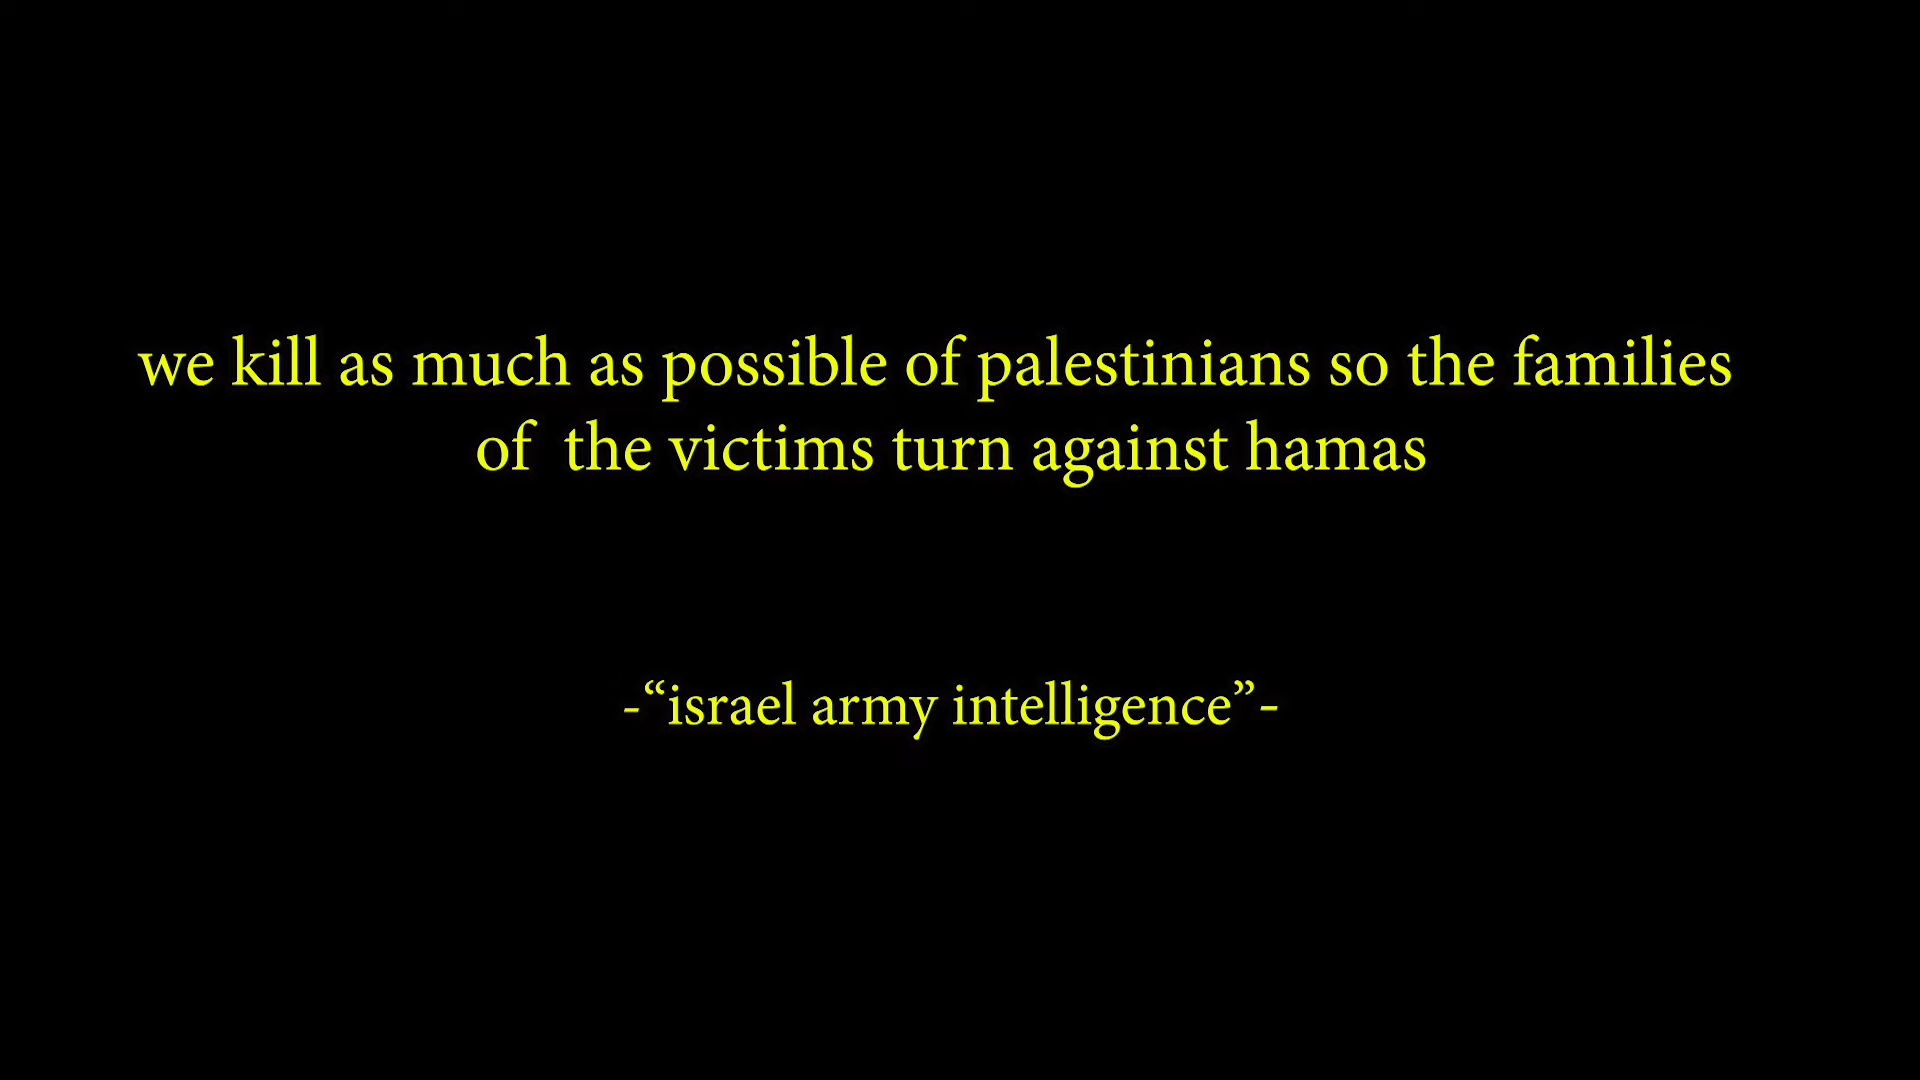 we kill as much as possible of palestinians so the families
of  the victims turn against hamas
-“israel army intelligence”-